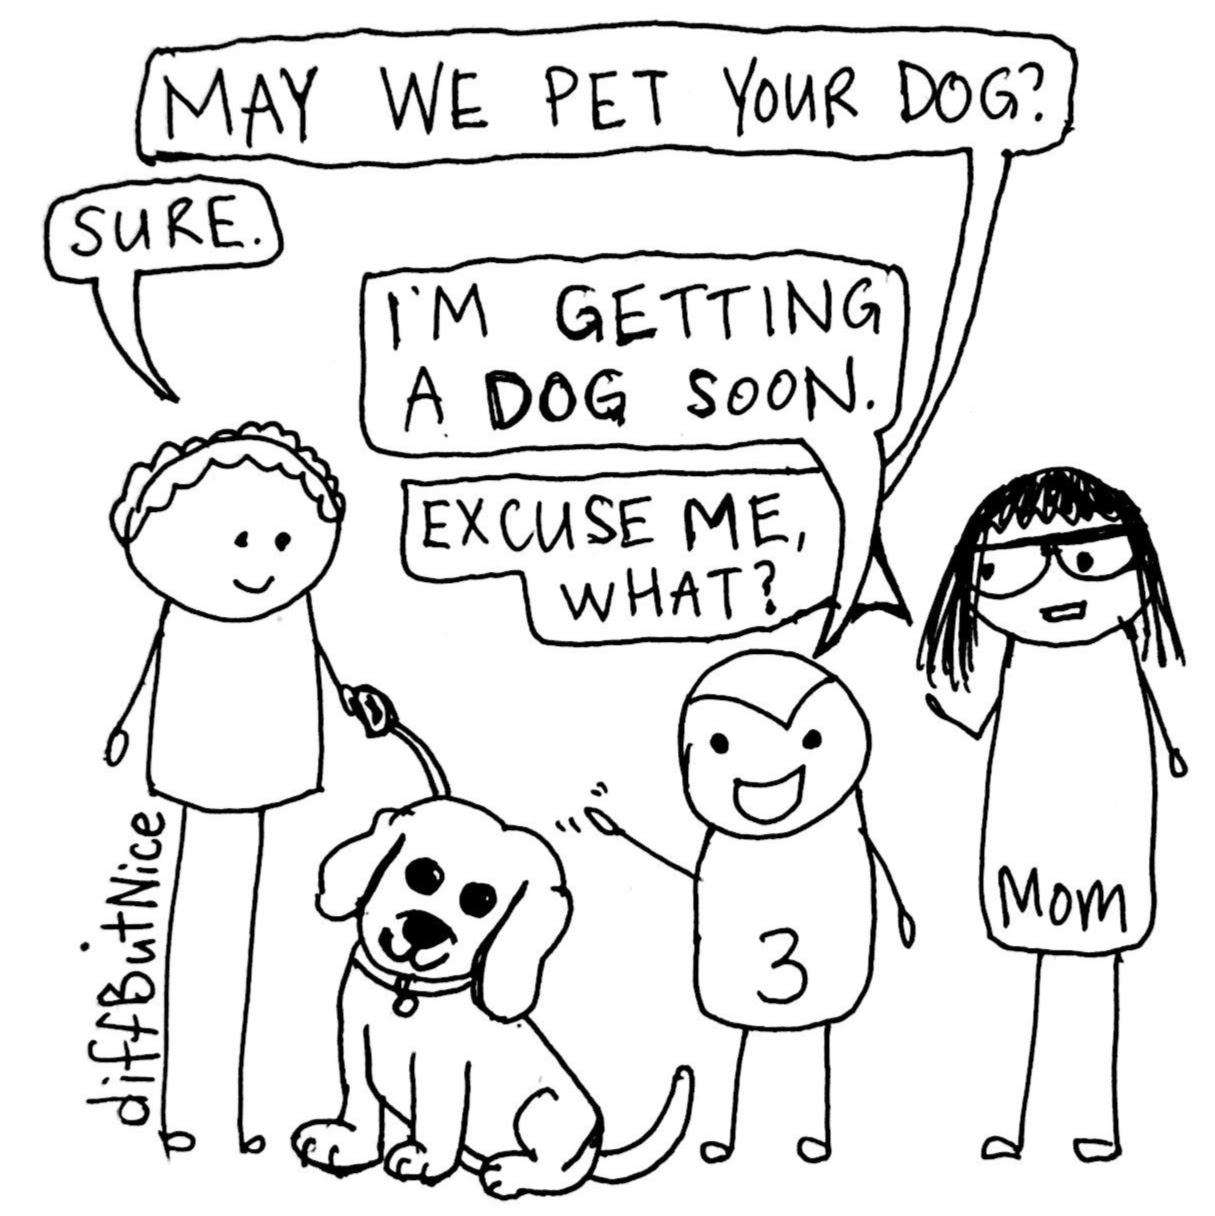 MAY WE PET YOUR DOG?
SURE.
I'M GETTING
A DOG SOON.
EXCUSE ME,
WHAT?
3
Mom
diffButNice